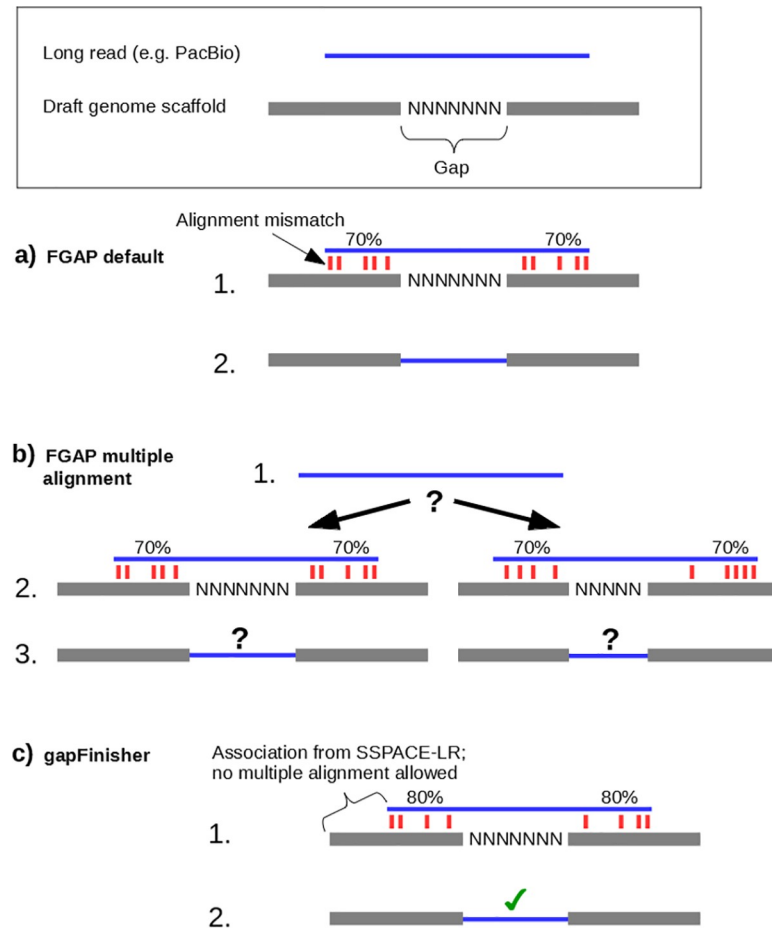 Long read (e.g. PacBio)
Draft genome scaffold
NNNNNNN
Gap
Alignment mismatch
a) FGAP default
70%
70%
1.
NNNNNNN
2.
b) FGAP multiple
alignment
1.
?
70%
70%
70%
70%
2.
NNNNNNN
NNNNN
3.
?
?
c) gapFinisher
Association from SSPACE-LR;
no multiple alignment allowed
80%
80%
1.
NNNNNNN
2.